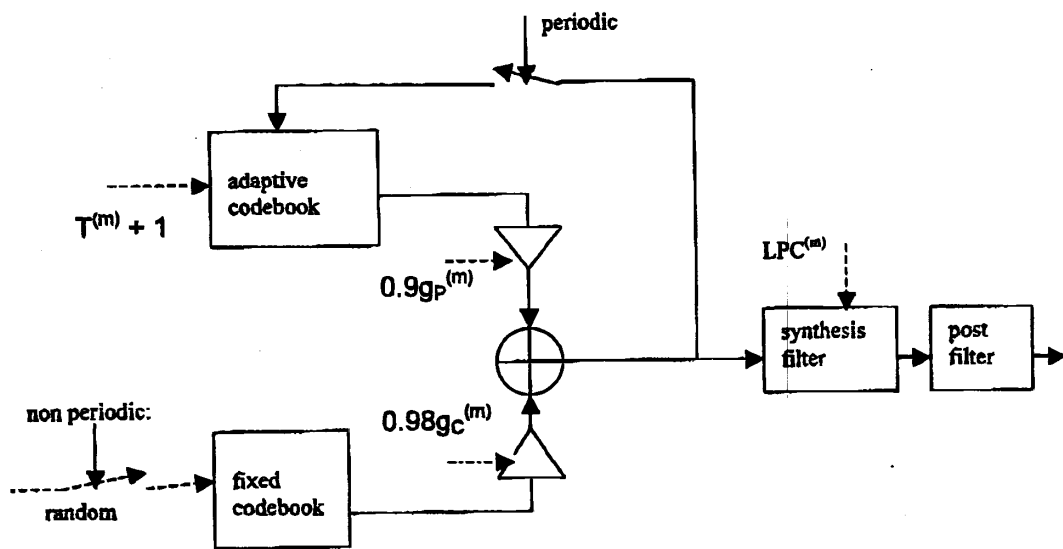 periodic
adaptive
codebook
T(m) + 1
0.9gP(m)
LPC(m)
synthesis
filter
post
filter
0.98gC(m)
non periodic:
random
fixed
codebook